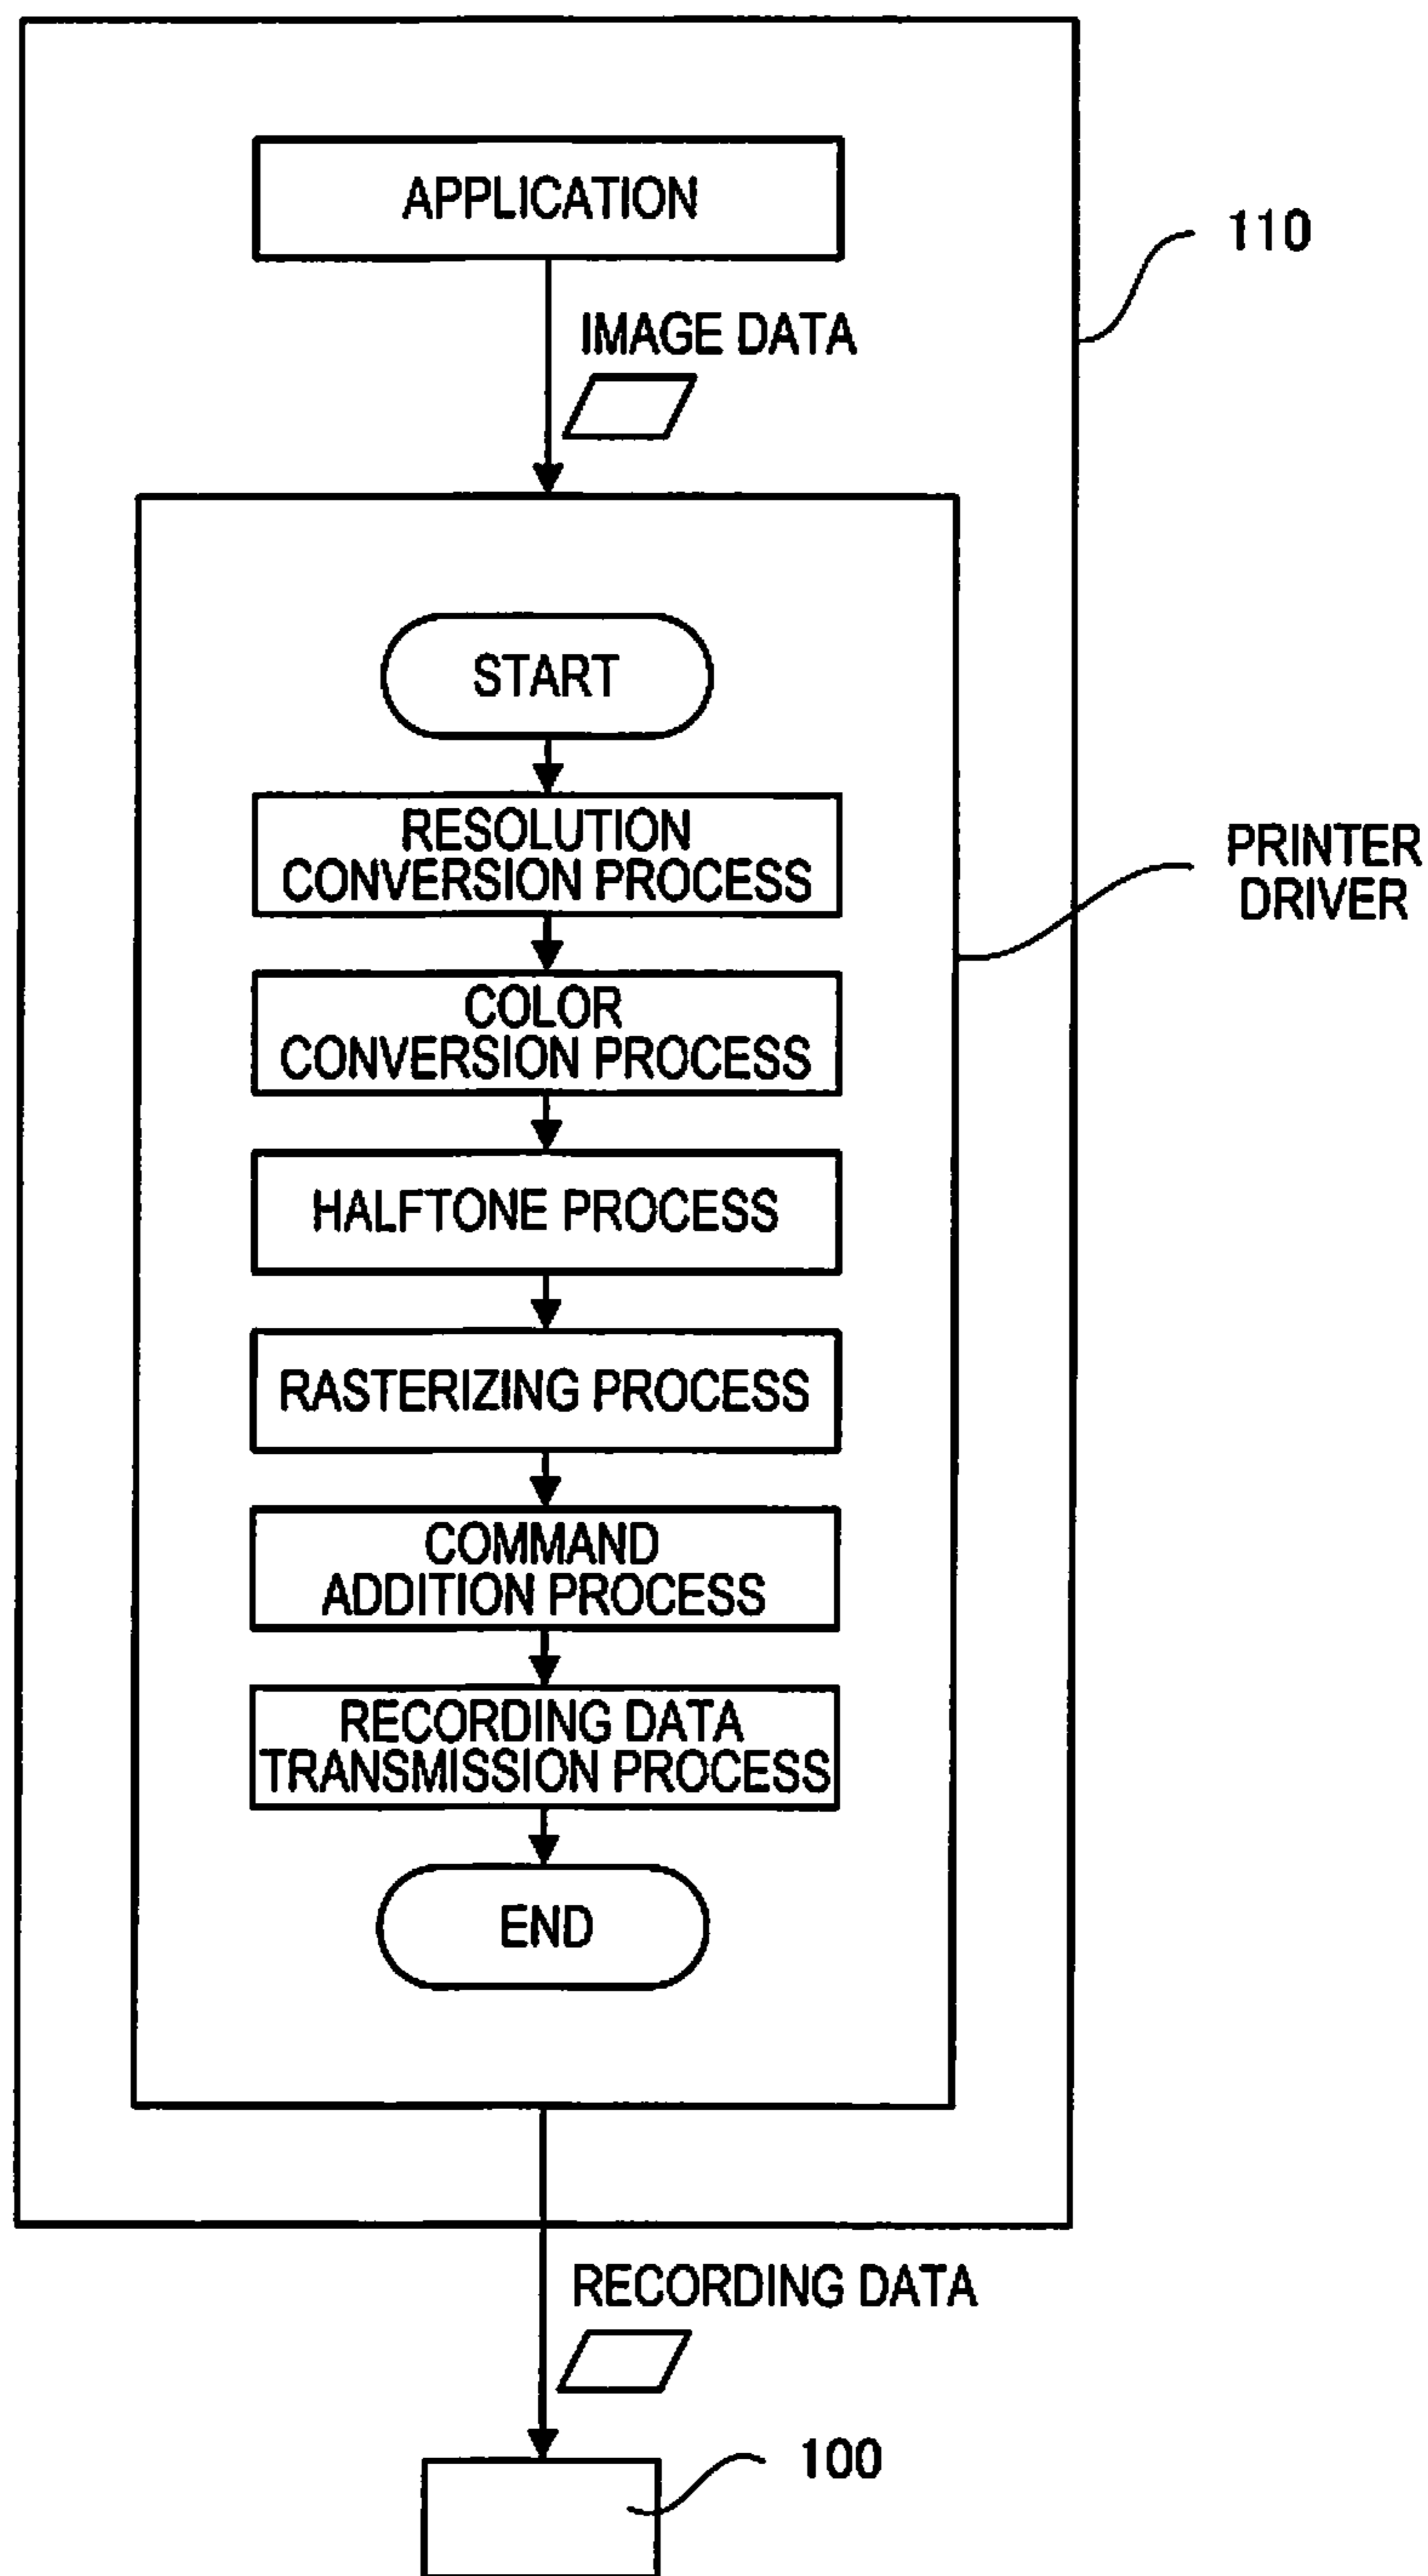 APPLICATION
110
IMAGE DATA
START
RESOLUTION
CONVERSION PROCESS
PRINTER
DRIVER
COLOR
CONVERSION PROCESS
HALFTONE PROCESS
RASTERIZING PROCESS
COMMAND
ADDITION PROCESS
RECORDING DATA
TRANSMISSION PROCESS
END
RECORDING DATA
100